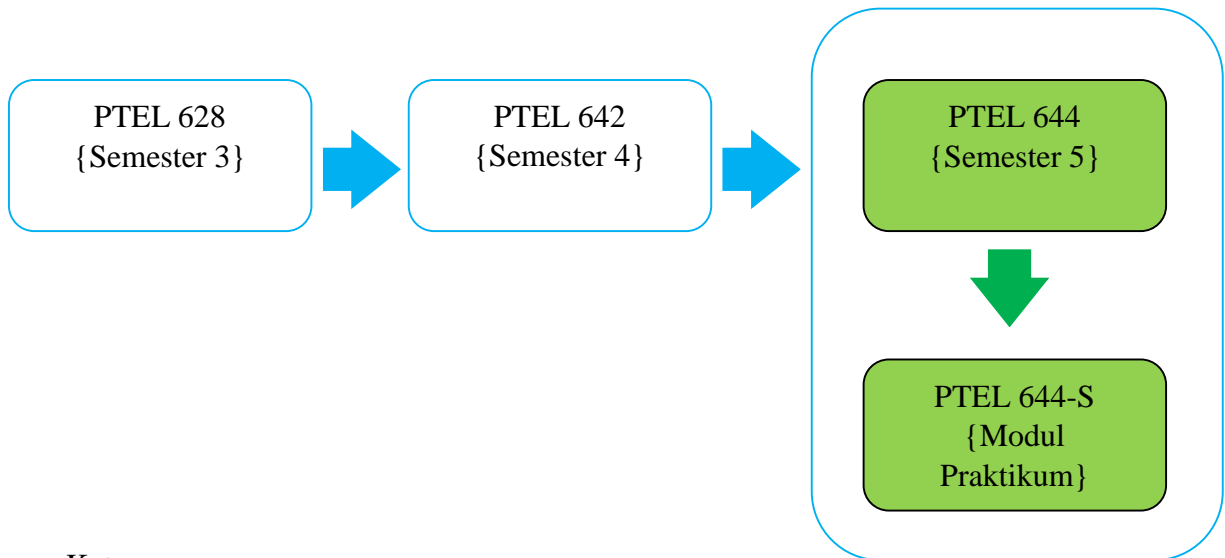 PTEL 628
{Semester 3}
PTEL 642
{Semester 4}
PTEL 644
{Semester 5}
PTEL 644-S
{Modul
Praktikum}